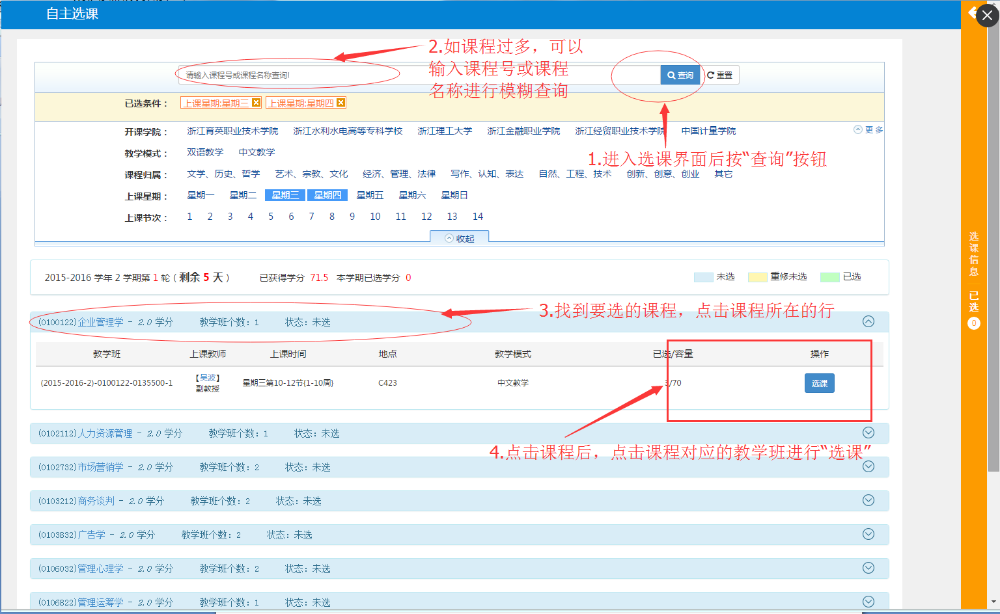 自主选课
2.如课程过多，可以
输入课程号或课程
名称进行模糊查询
请输入课程号或课程名称查询!
查询
重置
已选条件：
上课星期:星期三
上课星期:星期四
开课学院： 浙江育英职业技术学院 浙江水利水电高等专科学校 浙江理工大学 浙江金融职业学院 浙江经贸职业技术学院 中国计量学院 更多
教学模式： 双语教学 中文教学
1.进入选课界面后按“查询”按钮
课程归属： 文学、历史、哲学 艺术、宗教、文化 经济、管理、法律 写作、认知、表达 自然、工程、技术 创新、创意、创业 其它
上课星期： 星期一 星期二 星期三 星期四 星期五 星期六 星期日
上课节次： 1 2 3 4 5 6 7 8 9 10 11 12 13 14
收起
2015-2016 学年 2 学期第 1 轮 ( 剩余 5 天 ) 已获得学分 71.5 本学期已选学分 0 未选 重修未选 已选
3.找到要选的课程，点击课程所在的行
(0100122)企业管理学 - 2.0 学分 教学班个数：1 状态：未选
教学班 上课教师 上课时间 地点 教学模式 已选/容量 操作
(2015-2016-2)-0100122-0135500-1 【吴波】 星期三第10-12节{1-10周} C423 中文教学 3/70 选课
副教授
(0102112)人力资源管理 - 2.0 学分 教学班个数：1 状态：未选
4.点击课程后，点击课程对应的教学班进行“选课”
(0102732)市场营销学 - 2.0 学分 教学班个数：2 状态：未选
(0103212)商务谈判 - 2.0 学分 教学班个数：2 状态：未选
(0103832)广告学 - 2.0 学分 教学班个数：2 状态：未选
(0106032)管理心理学 - 2.0 学分 教学班个数：2 状态：未选
(0106822)管理运筹学 - 2.0 学分 教学班个数：1 状态：未选
选课信息
已选
0